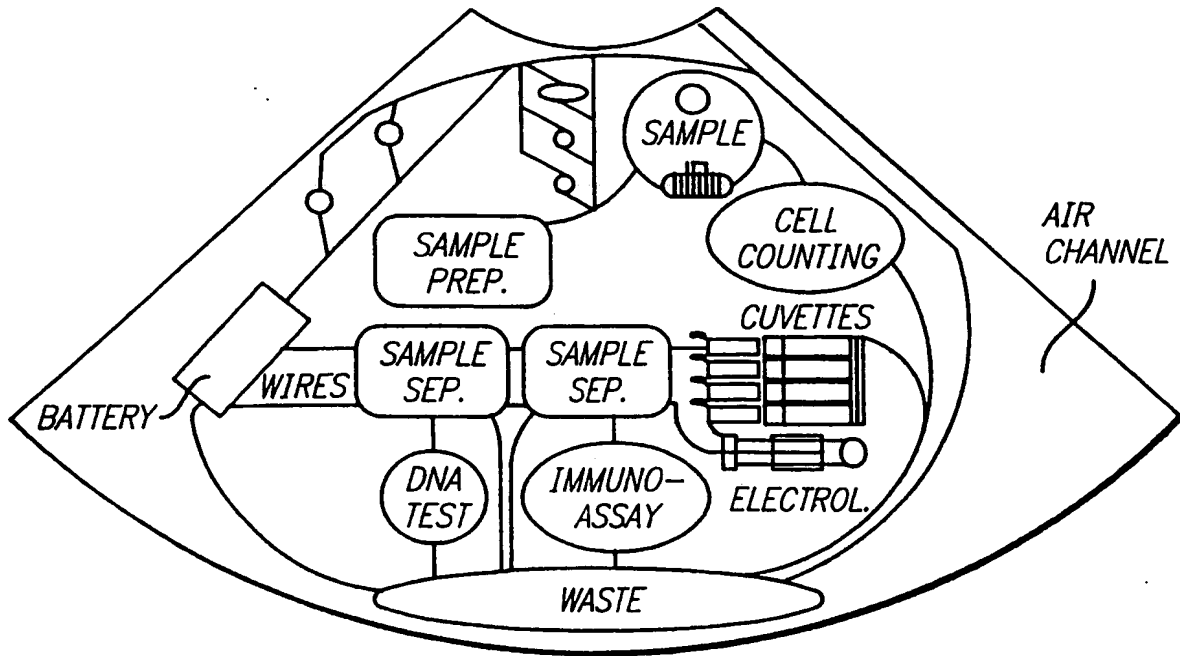 SAMPLE
CELL
COUNTING
AIR
CHANNEL
SAMPLE
PREP.
CUVETTES
SAMPLE
SEP.
SAMPLE
SEP.
WIRES
BATTERY
DNA
TEST
IMMUNO-
ASSAY
ELECTROL.
WASTE